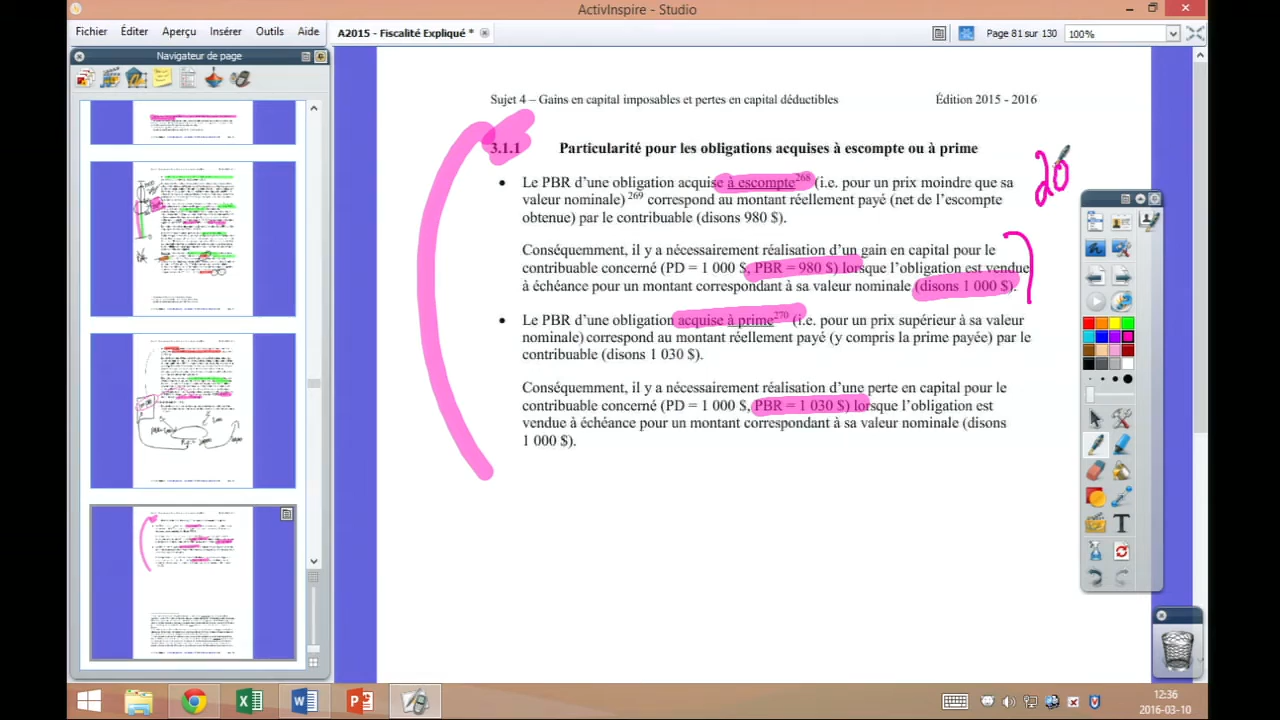 ActivInspire - Studio
Fichier Éditer Aperçu Insérer Outils Aide
A2015 - Fiscalité Expliqué *
Page 81 sur 130
100%
Navigateur de page
Sujet 4 – Gains en capital imposables et pertes en capital déductibles Édition 2015 - 2016
3.1.1 Particularité pour les obligations acquises à escompte ou à prime
20
• Le PBR d'une obligation acquise à escompte268 (i.e. pour un prix moindre que sa
valeur nominale)269 correspond au montant réellement payé (net de l'escompte
obtenue) par le contribuable (disons 980 $).
Conséquemment, il y a nécessairement réalisation d'un gain en capital pour le
contribuable concerné (PD = 1 000 $, PBR = 980 $) lorsque l'obligation est vendue
à échéance pour un montant correspondant à sa valeur nominale (disons 1 000 $).
• Le PBR d'une obligation acquise à prime270 (i.e. pour un prix supérieur à sa valeur
nominale) correspond au montant réellement payé (y compris la prime payée) par le
contribuable (disons 1 030 $).
Conséquemment, il y a nécessairement réalisation d'une perte en capital pour le
contribuable concerné (PD = 1 000 $, PBR = 1 030 $) lorsque l'obligation est
vendue à échéance pour un montant correspondant à sa valeur nominale (disons
1 000 $).
12:36
2016-03-10